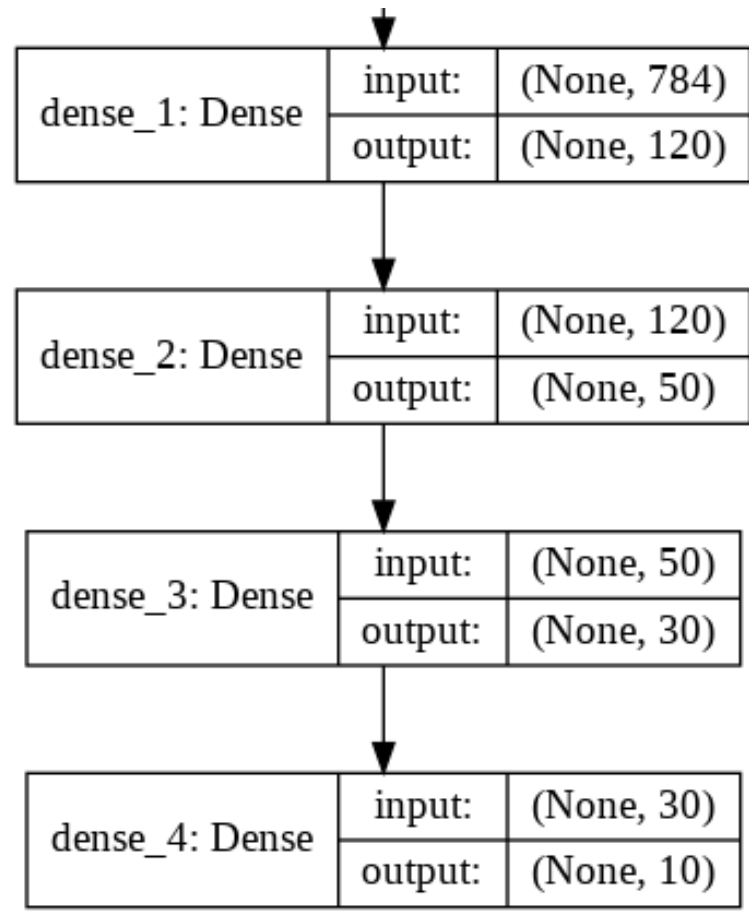 dense_1: Dense
input:
(None, 784)
output:
(None, 120)
dense_2: Dense
input:
(None, 120)
output:
(None, 50)
dense_3: Dense
input:
(None, 50)
output:
(None, 30)
dense_4: Dense
input:
(None, 30)
output:
(None, 10)